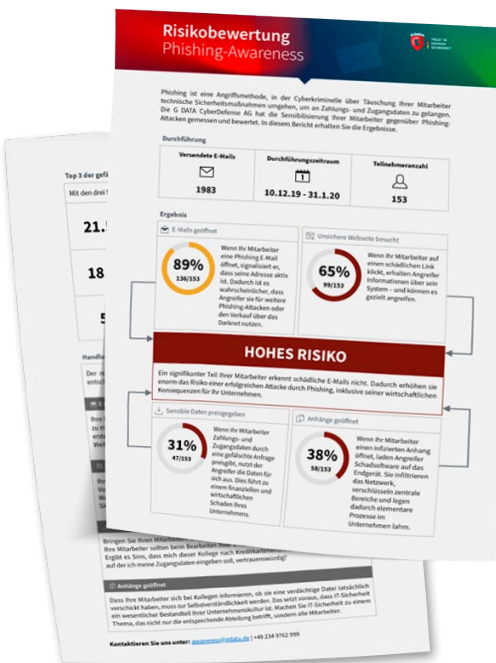 Risikobewertung
Phishing-Awareness
TRUST IN
GERMAN
SICHERHEIT
Phishing ist eine Angriffsmethode, in der Cyberkriminelle über Täuschung Ihrer Mitarbeiter
technische Sicherheitsmaßnahmen umgehen, um an Zahlungs- und Zugangsdaten zu gelangen.
Die G DATA CyberDefense AG hat die Sensibilisierung Ihrer Mitarbeiter gegenüber Phishing-
Attacken gemessen und bewertet. In diesem Bericht erhalten Sie die Ergebnisse.
Durchführung
Versendete E-Mails
1983
Durchführungszeitraum
10.12.19 - 31.1.20
Teilnehmeranzahl
153
Ergebnis
E-Mails geöffnet
89%
136/153
Wenn Ihr Mitarbeiter
eine Phishing E-Mail
öffnet, signalisiert er,
dass seine Adresse aktiv
ist. Dadurch ist es
wahrscheinlicher, dass
Angreifer sie für weitere
Phishing-Attacken oder
den Verkauf über das
Darknet nutzen.
Unsichere Webseite besucht
65%
99/153
Wenn Ihr Mitarbeiter auf
einen schädlichen Link
klickt, erhalten Angreifer
Informationen über sein
System – und können es
gezielt angreifen.
HOHES RISIKO
Ein signifikanter Teil Ihrer Mitarbeiter erkennt schädliche E-Mails nicht. Dadurch erhöhen sie
enorm das Risiko einer erfolgreichen Attacke durch Phishing, inklusive seiner wirtschaftlichen
Konsequenzen für Ihr Unternehmen.
Sensible Daten preisgegeben
31%
47/153
Wenn Ihr Mitarbeiter
Zahlungs- und
Zugangsdaten durch
eine gefälschte Anfrage
preisgibt, nutzt der
Angreifer die Daten für
sich aus. Dies führt zu
einem finanziellen und
wirtschaftlichen
Schaden Ihres
Unternehmens.
Anhänge geöffnet
38%
58/153
Wenn Ihr Mitarbeiter
einen infizierten Anhang
öffnet, laden Angreifer
Schadsoftware auf das
Endgerät. Sie infiltrieren
das Netzwerk,
verschlüsseln zentrale
Bereiche und legen
dadurch elementare
Prozesse im
Unternehmen lahm.
Top 3 der
Mit den drei
21.
18
5
Bringen Sie Ihren Mitarbeitern
Ihre Mitarbeiter sollten beim Bearbeiten ihrer
Ergibt es Sinn, dass mich dieser Kollege nach Kreditkarten
auf der ich meine Zugangsdaten eingeben soll, vertrauenswürdig?
Anhänge geöffnet
Dass Ihre Mitarbeiter sich bei Kollegen informieren, ob sie eine verdächtige Datei tatsächlich
verschickt haben, muss zur Selbstverständlichkeit werden. Das setzt voraus, dass IT-Sicherheit
ein wesentlicher Bestandteil Ihrer Unternehmenskultur ist. Machen Sie IT-Sicherheit zu einem
Thema, das nicht nur die entsprechende Abteilung betrifft, sondern alle Mitarbeiter.
Kontaktieren Sie uns unter: awareness@gdata.de | +49 234 9762 999